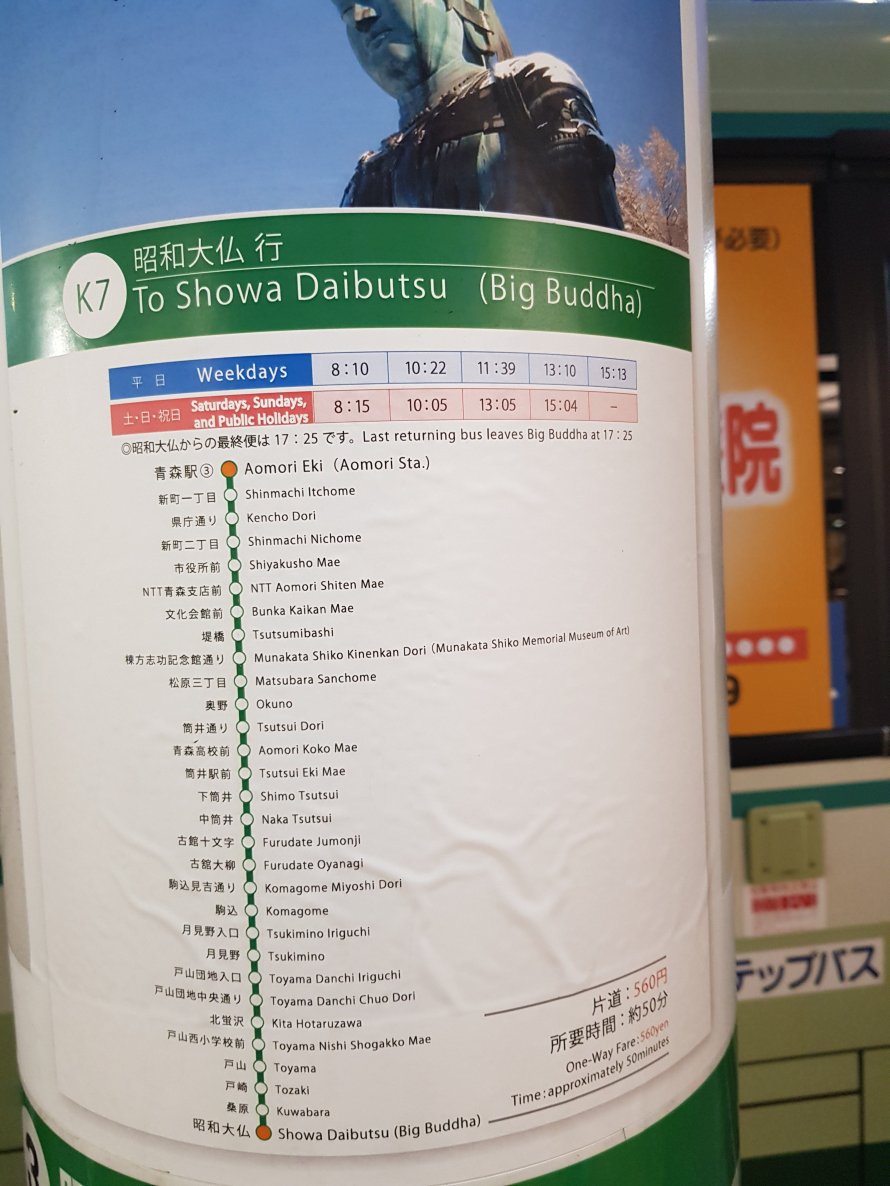 が必要）
K7
昭和大仏 行
To Showa Daibutsu (Big Buddha)
平 日 Weekdays 8：10 10：22 11：39 13：10 15：13
土・日・祝日 Saturdays, Sundays, and Public Holidays 8：15 10：05 13：05 15：04 －
◎昭和大仏からの最終便は 17：25 です。Last returning bus leaves Big Buddha at 17：25
青森駅③ Aomori Eki (Aomori Sta.)
新町一丁目 Shinmachi Itchome
県庁通り Kencho Dori
新町二丁目 Shinmachi Nichome
市役所前 Shiyakusho Mae
NTT青森支店前 NTT Aomori Shiten Mae
文化会館前 Bunka Kaikan Mae
堤橋 Tsutsumibashi
棟方志功記念館通り Munakata Shiko Kinenkan Dori (Munakata Shiko Memorial Museum of Art)
松原三丁目 Matsubara Sanchome
奥野 Okuno
筒井通り Tsutsui Dori
青森高校前 Aomori Koko Mae
筒井駅前 Tsutsui Eki Mae
下筒井 Shimo Tsutsui
中筒井 Naka Tsutsui
古館十文字 Furudate Jumonji
古舘大柳 Furudate Oyanagi
駒込見吉通り Komagome Miyoshi Dori
駒込 Komagome
月見野入口 Tsukimino Iriguchi
月見野 Tsukimino
戸山団地入口 Toyama Danchi Iriguchi
戸山団地中央通り Toyama Danchi Chuo Dori
北蛍沢 Kita Hotaruzawa
戸山西小学校前 Toyama Nishi Shogakko Mae
戸山 Toyama
戸崎 Tozaki
桑原 Kuwabara
昭和大仏 Showa Daibutsu (Big Buddha)
片道：560円
所要時間：約50分
One-Way Fare：560yen
Time：approximately 50minutes
院
9
テップバス